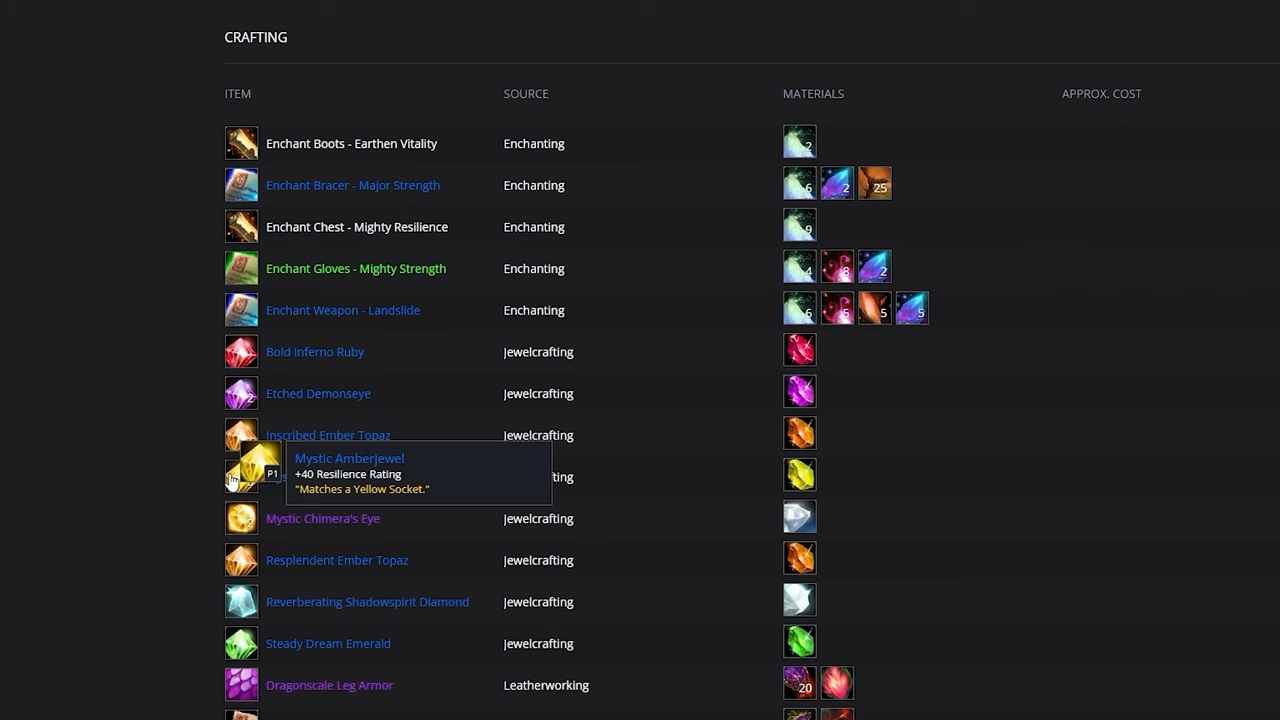 CRAFTING
ITEM SOURCE MATERIALS APPROX. COST
Enchant Boots - Earthen Vitality Enchanting 2
Enchant Bracer - Major Strength Enchanting 6 2 25
Enchant Chest - Mighty Resilience Enchanting 9
Enchant Gloves - Mighty Strength Enchanting 4 8 2
Enchant Weapon - Landslide Enchanting 6 5 5 5
Bold Inferno Ruby Jewelcrafting
2 Etched Demonseye Jewelcrafting
Inscribed Ember Topaz Jewelcrafting
P1
Mystic Amberjewel
+40 Resilience Rating
"Matches a Yellow Socket."
2 Mystic Chimera's Eye Jewelcrafting
Resplendent Ember Topaz Jewelcrafting
Reverberating Shadowspirit Diamond Jewelcrafting
Steady Dream Emerald Jewelcrafting
Dragonscale Leg Armor Leatherworking 20